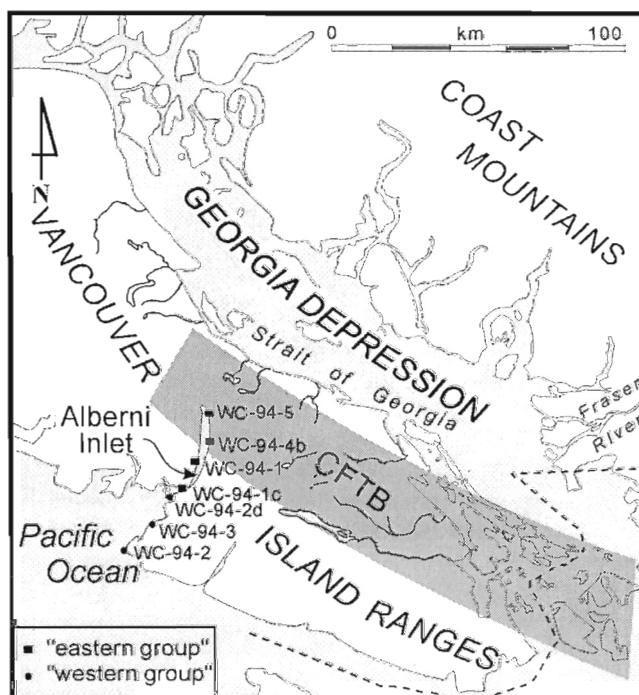 0 km 100
COAST
MOUNTAINS
N
VANCOUVER
GEORGIA DEPRESSION
Strait of Georgia
Fraser
River
Alberni
Inlet
WC-94-5
WC-94-4b
WC-94-1
WC-94-1c
WC-94-2d
WC-94-3
WC-94-2
CFTB
Pacific
Ocean
ISLAND RANGES
"eastern group"
"western group"